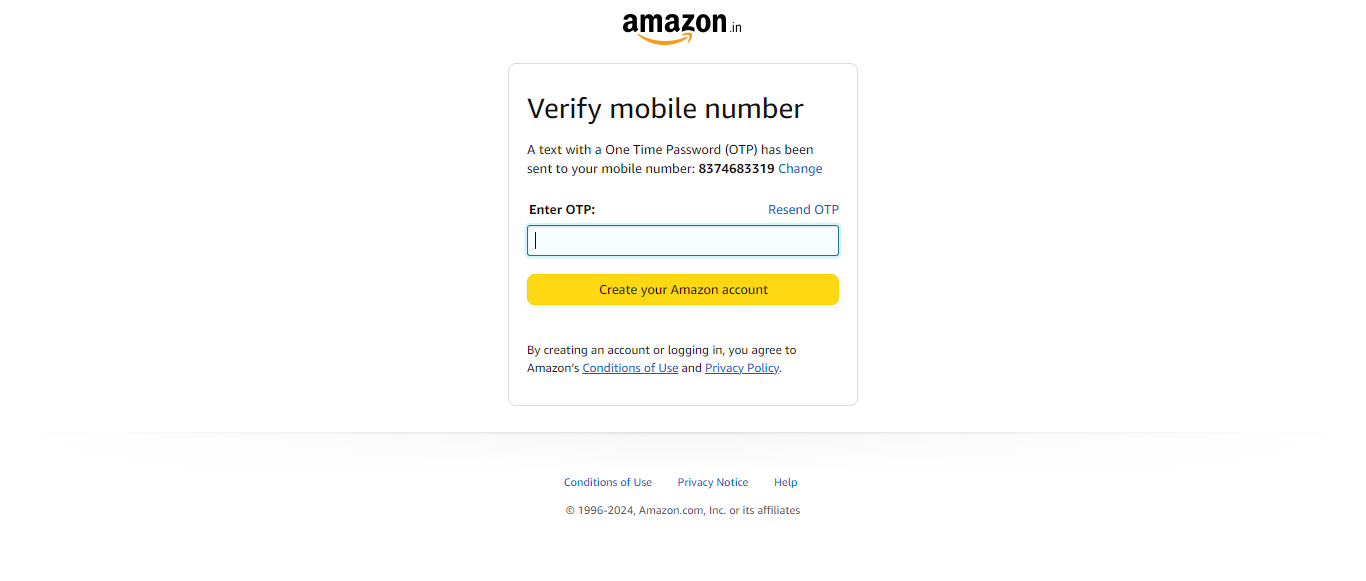 amazon.in
Verify mobile number
A text with a One Time Password (OTP) has been
sent to your mobile number: 8374683319 Change
Enter OTP: Resend OTP
Create your Amazon account
By creating an account or logging in, you agree to
Amazon's Conditions of Use and Privacy Policy.
Conditions of Use Privacy Notice Help
© 1996-2024, Amazon.com, Inc. or its affiliates